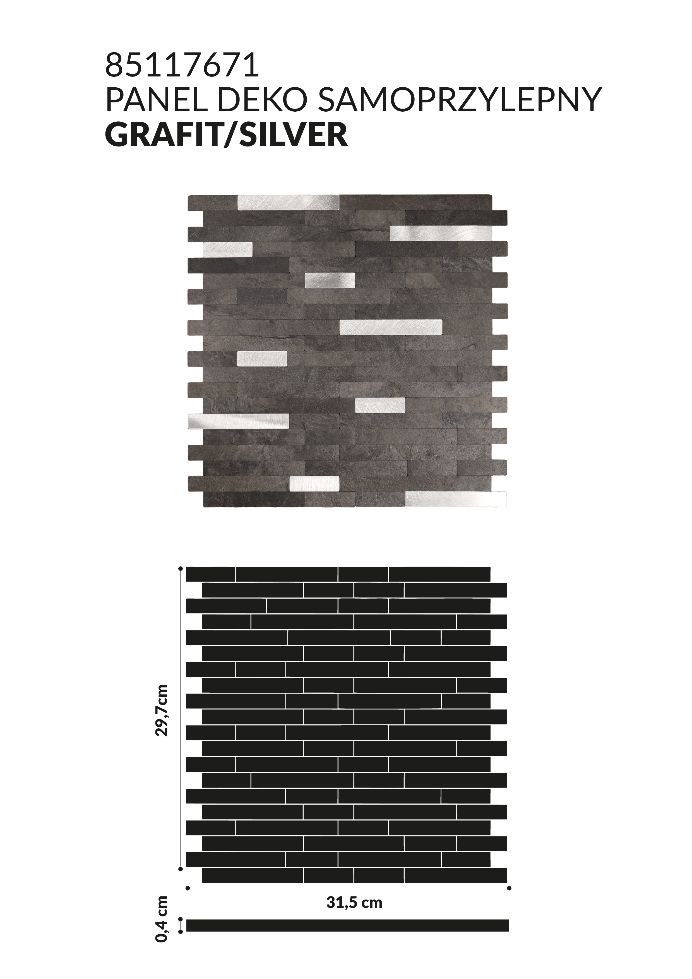 85117671
PANEL DEKO SAMOPRZYLEPNY
GRAFIT/SILVER
29,7cm
31,5 cm
0,4 cm